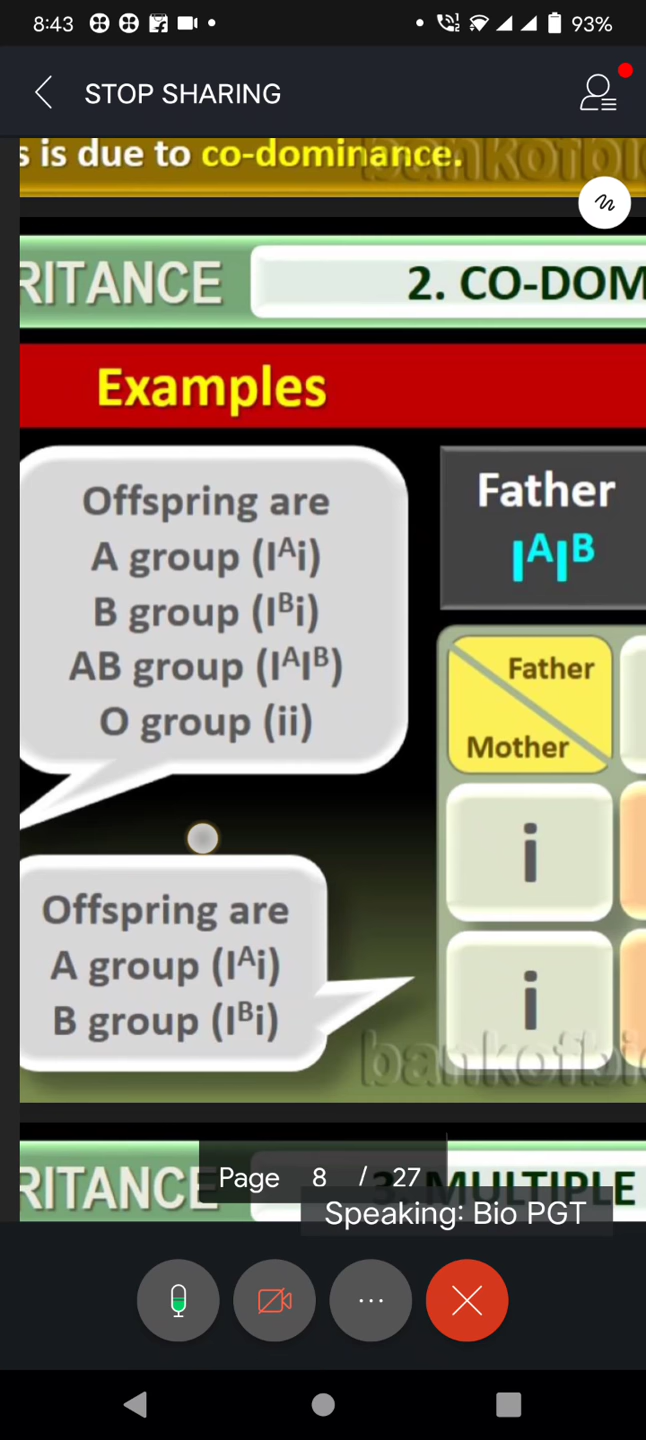 8:43
93%
STOP SHARING
s is due to co-dominance.
RITANCE
2. CO-DOM
Examples
Offspring are
A group (Iᴬi)
B group (Iᴮi)
AB group (IᴬIᴮ)
O group (ii)
Father
IᴬIᴮ
Father
Mother
i
i
Offspring are
A group (Iᴬi)
B group (Iᴮi)
bankofbi
RITANCE
3. MULTIPLE
Page 8 / 27
Speaking: Bio PGT